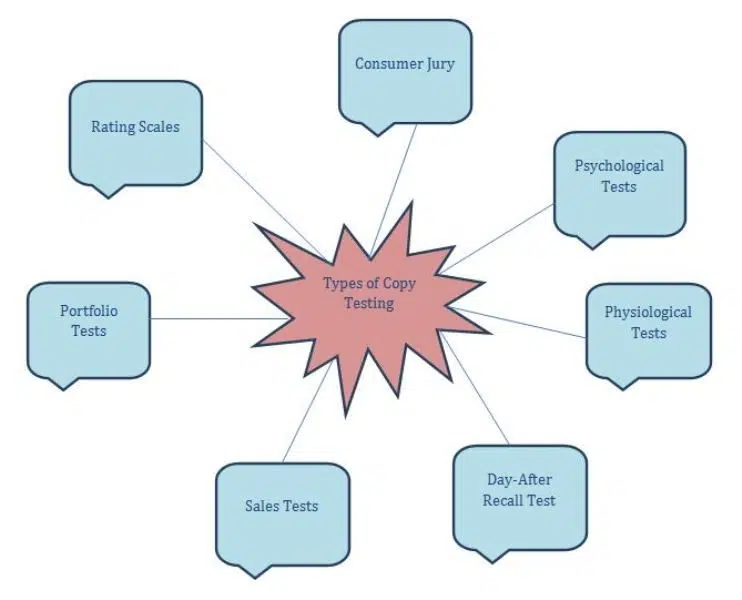 Consumer Jury
Rating Scales
Psychological
Tests
Types of Copy
Testing
Portfolio
Tests
Physiological
Tests
Sales Tests
Day-After
Recall Test